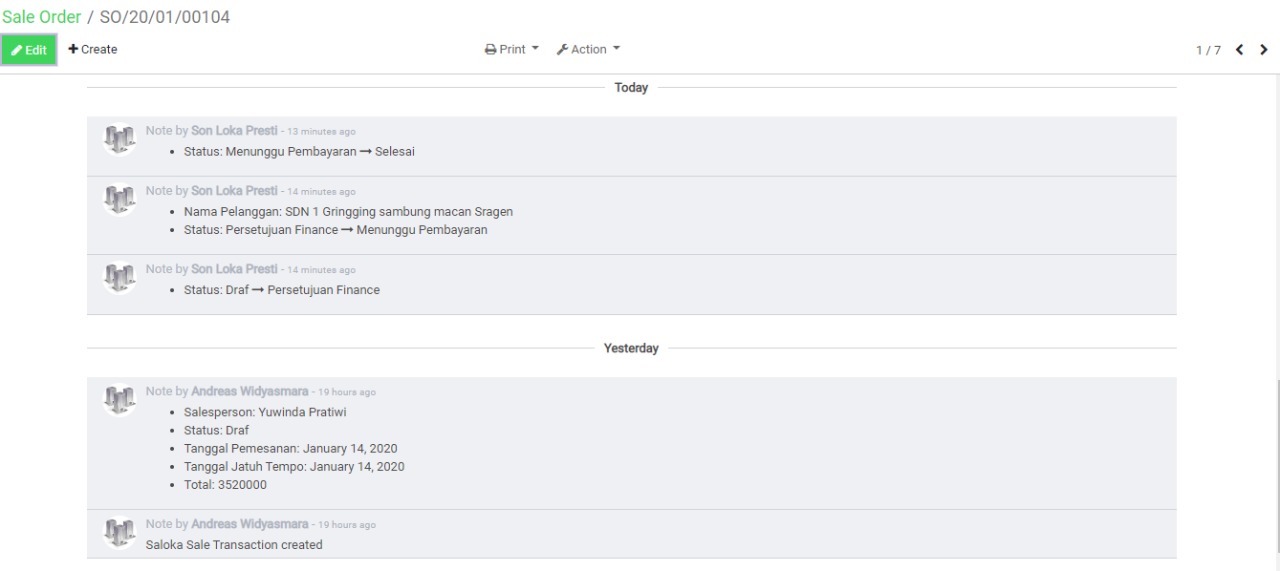 Sale Order / SO/20/01/00104
Edit Create Print Action 1 / 7
Today
Note by Son Loka Presti - 13 minutes ago
• Status: Menunggu Pembayaran → Selesai
Note by Son Loka Presti - 14 minutes ago
• Nama Pelanggan: SDN 1 Gringging sambung macan Sragen
• Status: Persetujuan Finance → Menunggu Pembayaran
Note by Son Loka Presti - 14 minutes ago
• Status: Draf → Persetujuan Finance
Yesterday
Note by Andreas Widyasmara - 19 hours ago
• Salesperson: Yuwinda Pratiwi
• Status: Draf
• Tanggal Pemesanan: January 14, 2020
• Tanggal Jatuh Tempo: January 14, 2020
• Total: 3520000
Note by Andreas Widyasmara - 19 hours ago
Saloka Sale Transaction created